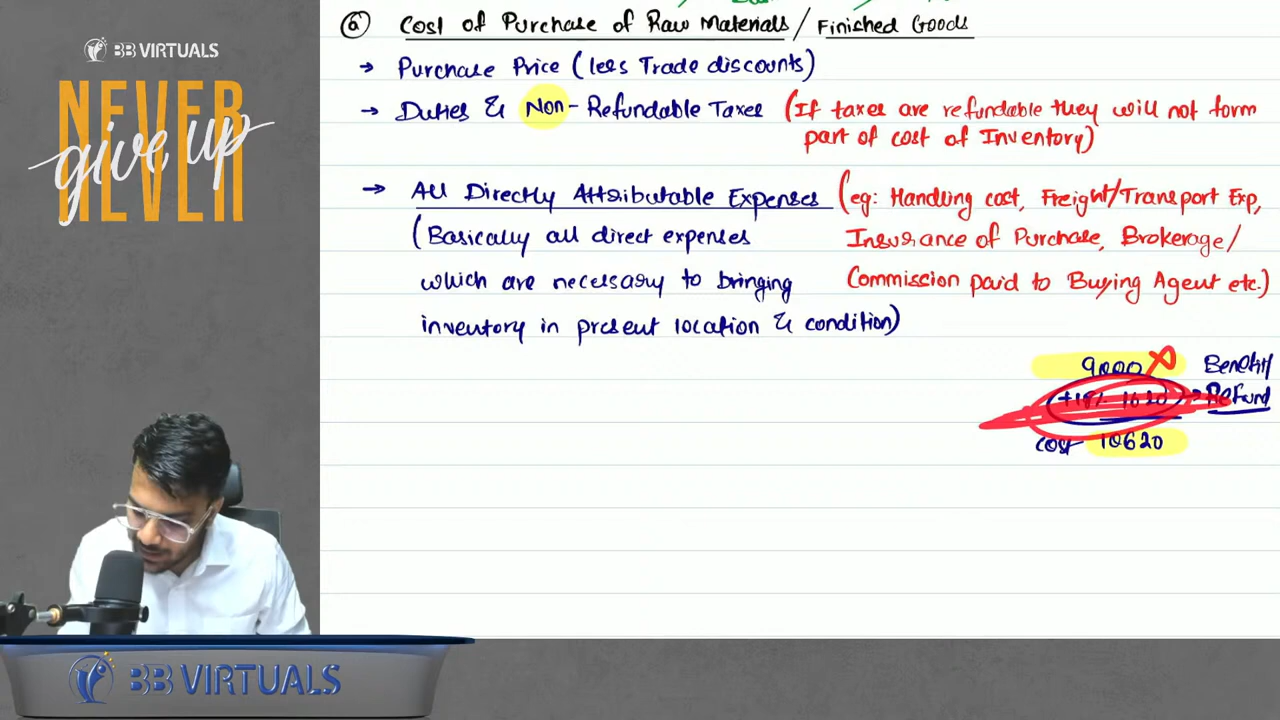 BB VIRTUALS
NEVER
give up
NEVER
(a) Cost of Purchase of Raw Materials / Finished Goods
→ Purchase Price (less Trade discounts)
→ Duties & Non-Refundable Taxes (If taxes are refundable they will not form
part of cost of Inventory)
→ All Directly Attributable Expenses (eg: Handling cost, Freight/Transport Exp,
(Basically all direct expenses Insurance of Purchase, Brokerage/
which are necessary to bringing Commission paid to Buying Agent etc.)
inventory in present location & condition)
9000 Benefit/
(+18% 1620) → Refund
cost 10620
BB VIRTUALS